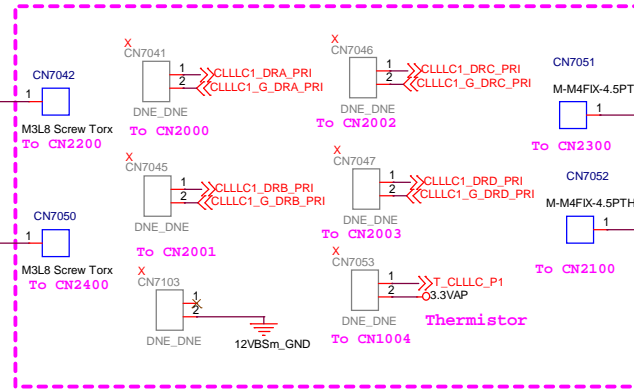 X
CN7042
1
M3L8 Screw Torx
To CN2200
CN7041
1
2
CLLLC1_DRA_PRI
CLLLC1_G_DRA_PRI
DNE_DNE
To CN2000
X
CN7046
1
2
CLLLC1_DRC_PRI
CLLLC1_G_DRC_PRI
DNE_DNE
To CN2002
CN7051
M-M4FIX-4.5PT
1
To CN2300
X
CN7045
1
2
CLLLC1_DRB_PRI
CLLLC1_G_DRB_PRI
DNE_DNE
To CN2001
X
CN7047
1
2
CLLLC1_DRD_PRI
CLLLC1_G_DRD_PRI
DNE_DNE
To CN2003
CN7052
M-M4FIX-4.5PTH
1
To CN2100
CN7050
1
M3L8 Screw Torx
To CN2400
X
CN7103
1
2
DNE_DNE
12VBSm_GND
X
CN7053
1
2
T_CLLLC_P1
3.3VAP
DNE_DNE
To CN1004
Thermistor